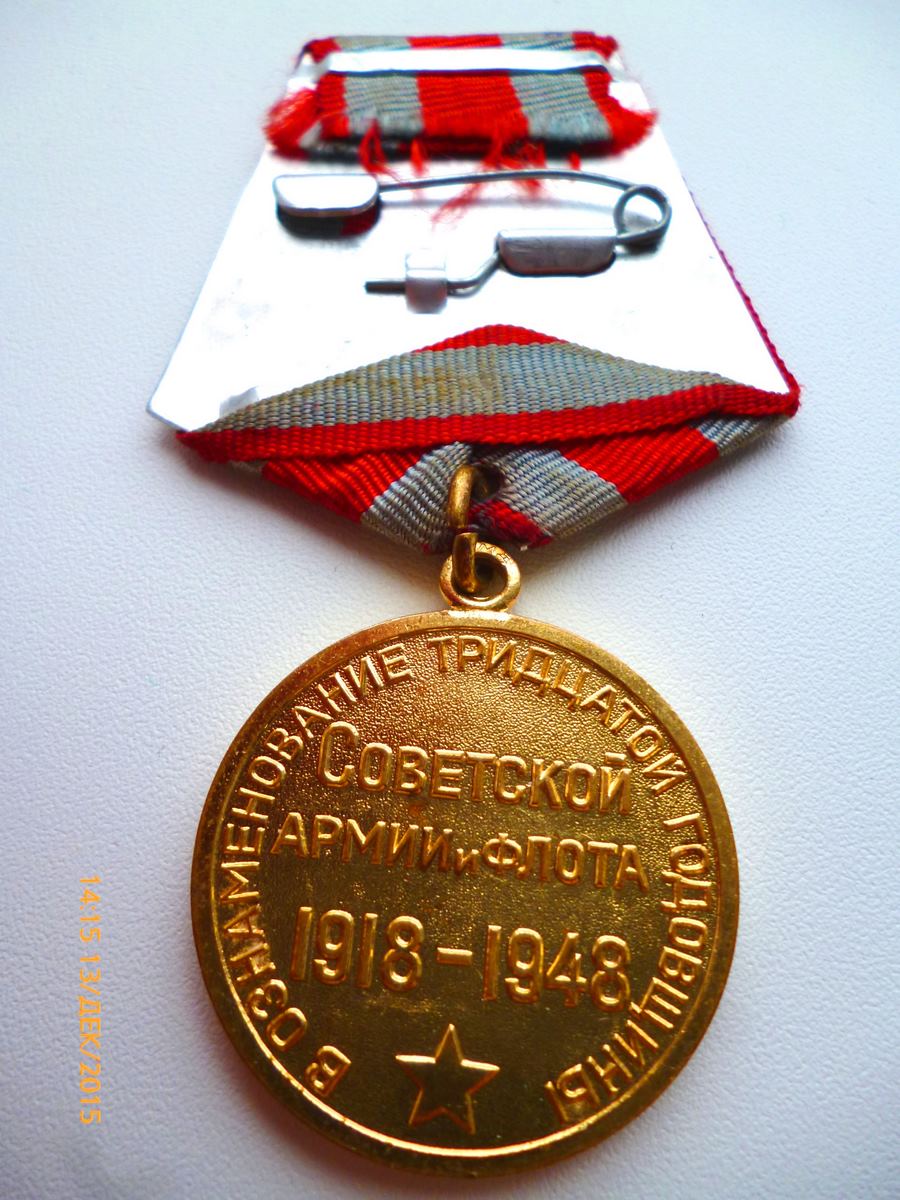 В ОЗНАМЕНОВАНИЕ ТРИДЦАТОЙ ГОДОВЩИНЫ
СОВЕТСКОЙ
АРМИИ и ФЛОТА
1918-1948
14:15 13/ДЕК/2015